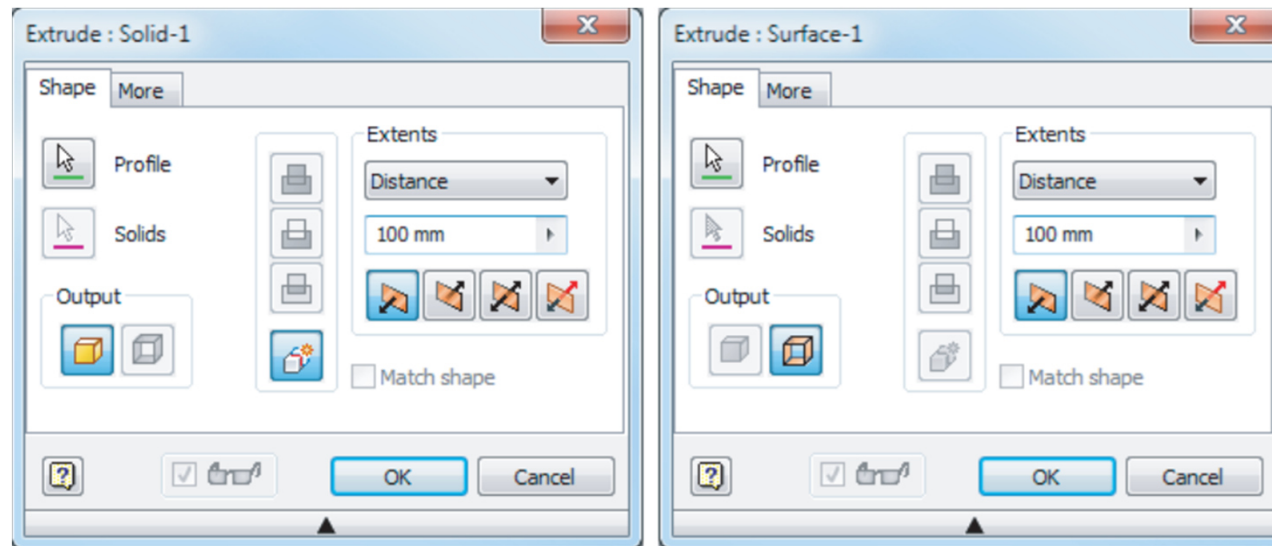 Extrude : Solid-1
Shape
More
Profile
Solids
Output
Extents
Distance
100 mm
Match shape
OK
Cancel
Extrude : Surface-1
Shape
More
Profile
Solids
Output
Extents
Distance
100 mm
Match shape
OK
Cancel